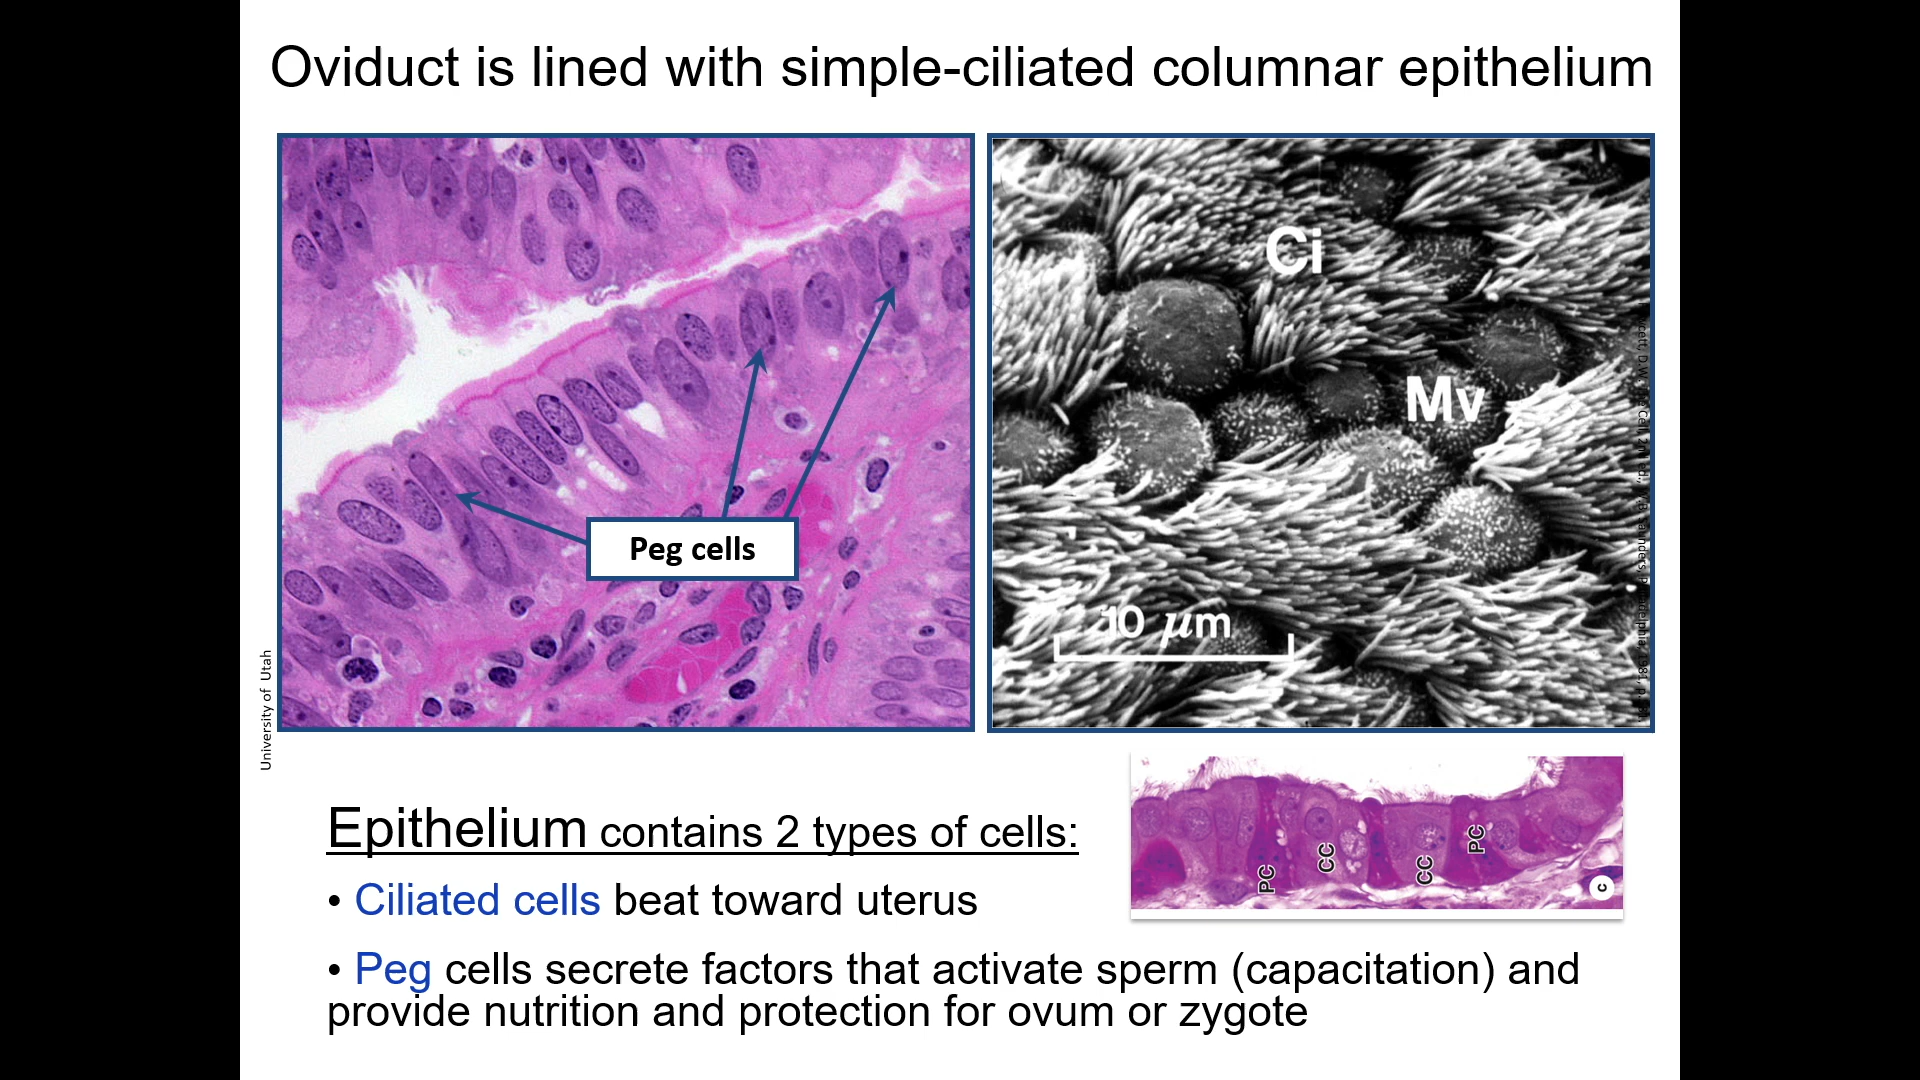 Oviduct is lined with simple-ciliated columnar epithelium
Peg cells
University of Utah
Ci
Mv
10 µm
Epithelium contains 2 types of cells:
• Ciliated cells beat toward uterus
• Peg cells secrete factors that activate sperm (capacitation) and
provide nutrition and protection for ovum or zygote
PC
CC
CC
PC
c